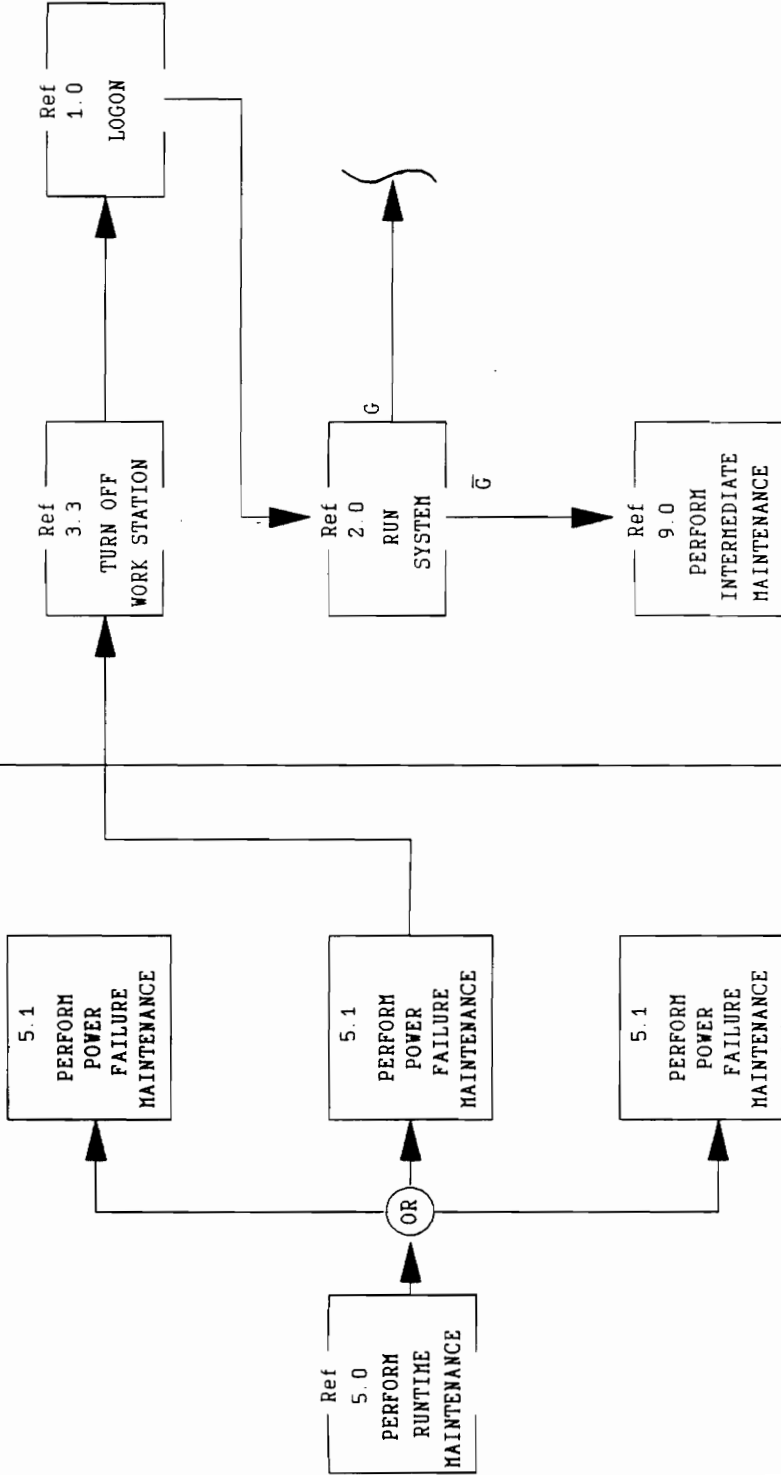 Ref
5.0
PERFORM
RUNTIME
MAINTENANCE
OR
5.1
PERFORM
POWER
FAILURE
MAINTENANCE
5.1
PERFORM
POWER
FAILURE
MAINTENANCE
5.1
PERFORM
POWER
FAILURE
MAINTENANCE
Ref
3.3
TURN OFF
WORK STATION
Ref
1.0
LOGON
Ref
2.0
RUN
SYSTEM
G
G̅
Ref
9.0
PERFORM
INTERMEDIATE
MAINTENANCE